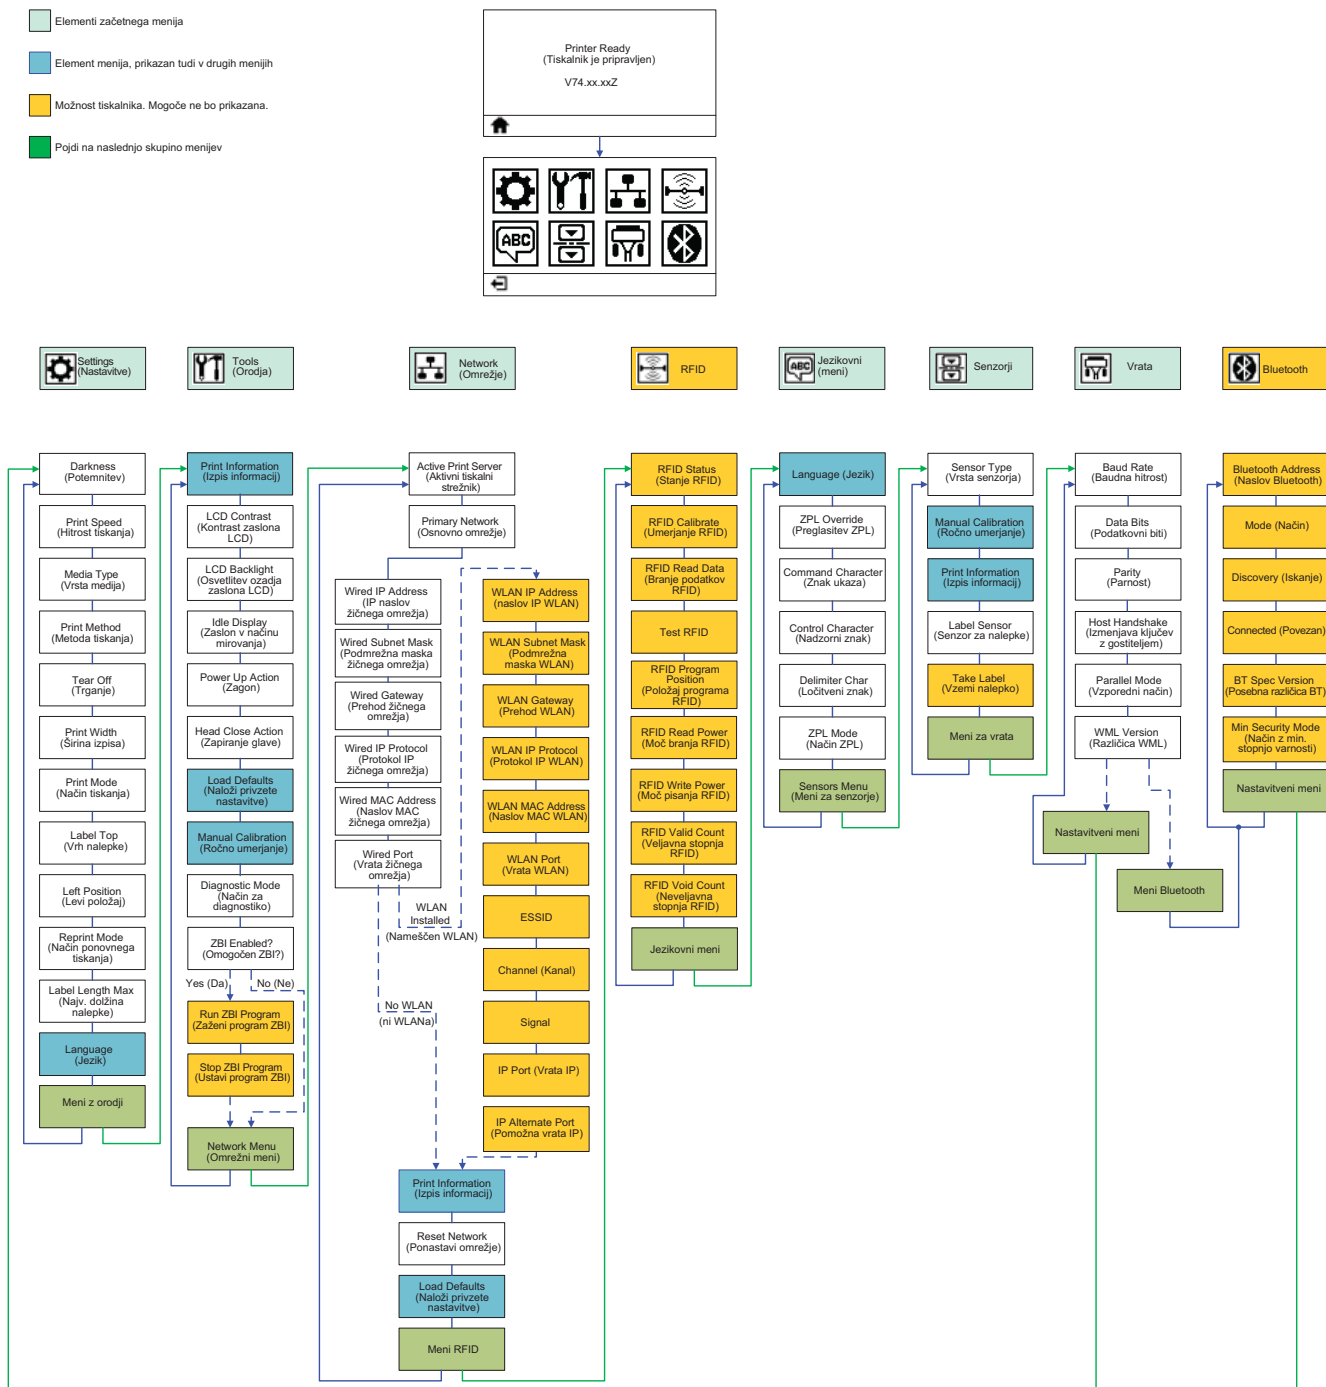 Elementi začetnega menija
Element menija, prikazan tudi v drugih menijih
Možnost tiskalnika. Mogoče ne bo prikazana.
Pojdi na naslednjo skupino menijev
Printer Ready
(Tiskalnik je pripravljen)
V74.xx.xxZ
ABC
Settings
(Nastavitve)
Tools
(Orodja)
Network
(Omrežje)
RFID
ABC
Jezikovni
(meni)
Senzorji
Vrata
Bluetooth
Darkness
(Potemnitev)
Print Speed
(Hitrost tiskanja)
Media Type
(Vrsta medija)
Print Method
(Metoda tiskanja)
Tear Off
(Trganje)
Print Width
(Širina izpisa)
Print Mode
(Način tiskanja)
Label Top
(Vrh nalepke)
Left Position
(Levi položaj)
Reprint Mode
(Način ponovnega
tiskanja)
Label Length Max
(Najv. dolžina
nalepke)
Language
(Jezik)
Meni z orodji
Print Information
(Izpis informacij)
LCD Contrast
(Kontrast zaslona
LCD)
LCD Backlight
(Osvetlitev ozadja
zaslona LCD)
Idle Display
(Zaslon v načinu
mirovanja)
Power Up Action
(Zagon)
Head Close Action
(Zapiranje glave)
Load Defaults
(Naloži privzete
nastavitve)
Manual Calibration
(Ročno umerjanje)
Diagnostic Mode
(Način za
diagnostiko)
ZBI Enabled?
(Omogočen ZBI?)
Yes (Da)
No (Ne)
Run ZBI Program
(Zaženi program ZBI)
Stop ZBI Program
(Ustavi program ZBI)
Network Menu
(Omrežni meni)
Active Print Server
(Aktivni tiskalni
strežnik)
Primary Network
(Osnovno omrežje)
Wired IP Address
(IP naslov
žičnega omrežja)
Wired Subnet Mask
(Podmrežna maska
žičnega omrežja)
Wired Gateway
(Prehod žičnega
omrežja)
Wired IP Protocol
(Protokol IP
žičnega omrežja)
Wired MAC Address
(Naslov MAC
žičnega omrežja)
Wired Port
(Vrata žičnega
omrežja)
WLAN
Installed
(Nameščen WLAN)
No WLAN
(ni WLANa)
WLAN IP Address
(naslov IP WLAN)
WLAN Subnet Mask
(Podmrežna
maska WLAN)
WLAN Gateway
(Prehod WLAN)
WLAN IP Protocol
(Protokol IP WLAN)
WLAN MAC Address
(Naslov MAC WLAN)
WLAN Port
(Vrata WLAN)
ESSID
Channel (Kanal)
Signal
IP Port (Vrata IP)
IP Alternate Port
(Pomožna vrata IP)
Print Information
(Izpis informacij)
Reset Network
(Ponastavi omrežje)
Load Defaults
(Naloži privzete
nastavitve)
Meni RFID
RFID Status
(Stanje RFID)
RFID Calibrate
(Umerjanje RFID)
RFID Read Data
(Branje podatkov
RFID)
Test RFID
RFID Program
Position
(Položaj programa
RFID)
RFID Read Power
(Moč branja RFID)
RFID Write Power
(Moč pisanja RFID)
RFID Valid Count
(Veljavna stopnja
RFID)
RFID Void Count
(Neveljavna
stopnja RFID)
Jezikovni meni
Language (Jezik)
ZPL Override
(Preglasitev ZPL)
Command Character
(Znak ukaza)
Control Character
(Nadzorni znak)
Delimiter Char
(Ločitveni znak)
ZPL Mode
(Način ZPL)
Sensors Menu
(Meni za senzorje)
Sensor Type
(Vrsta senzorja)
Manual Calibration
(Ročno umerjanje)
Print Information
(Izpis informacij)
Label Sensor
(Senzor za nalepke)
Take Label
(Vzemi nalepko)
Meni za vrata
Baud Rate
(Baudna hitrost)
Data Bits
(Podatkovni biti)
Parity
(Parnost)
Host Handshake
(Izmenjava ključev
z gostiteljem)
Parallel Mode
(Vzporedni način)
WML Version
(Različica WML)
Nastavitveni meni
Meni Bluetooth
Bluetooth Address
(Naslov Bluetooth)
Mode (Način)
Discovery (Iskanje)
Connected (Povezan)
BT Spec Version
(Posebna različica BT)
Min Security Mode
(Način z min.
stopnjo varnosti)
Nastavitveni meni